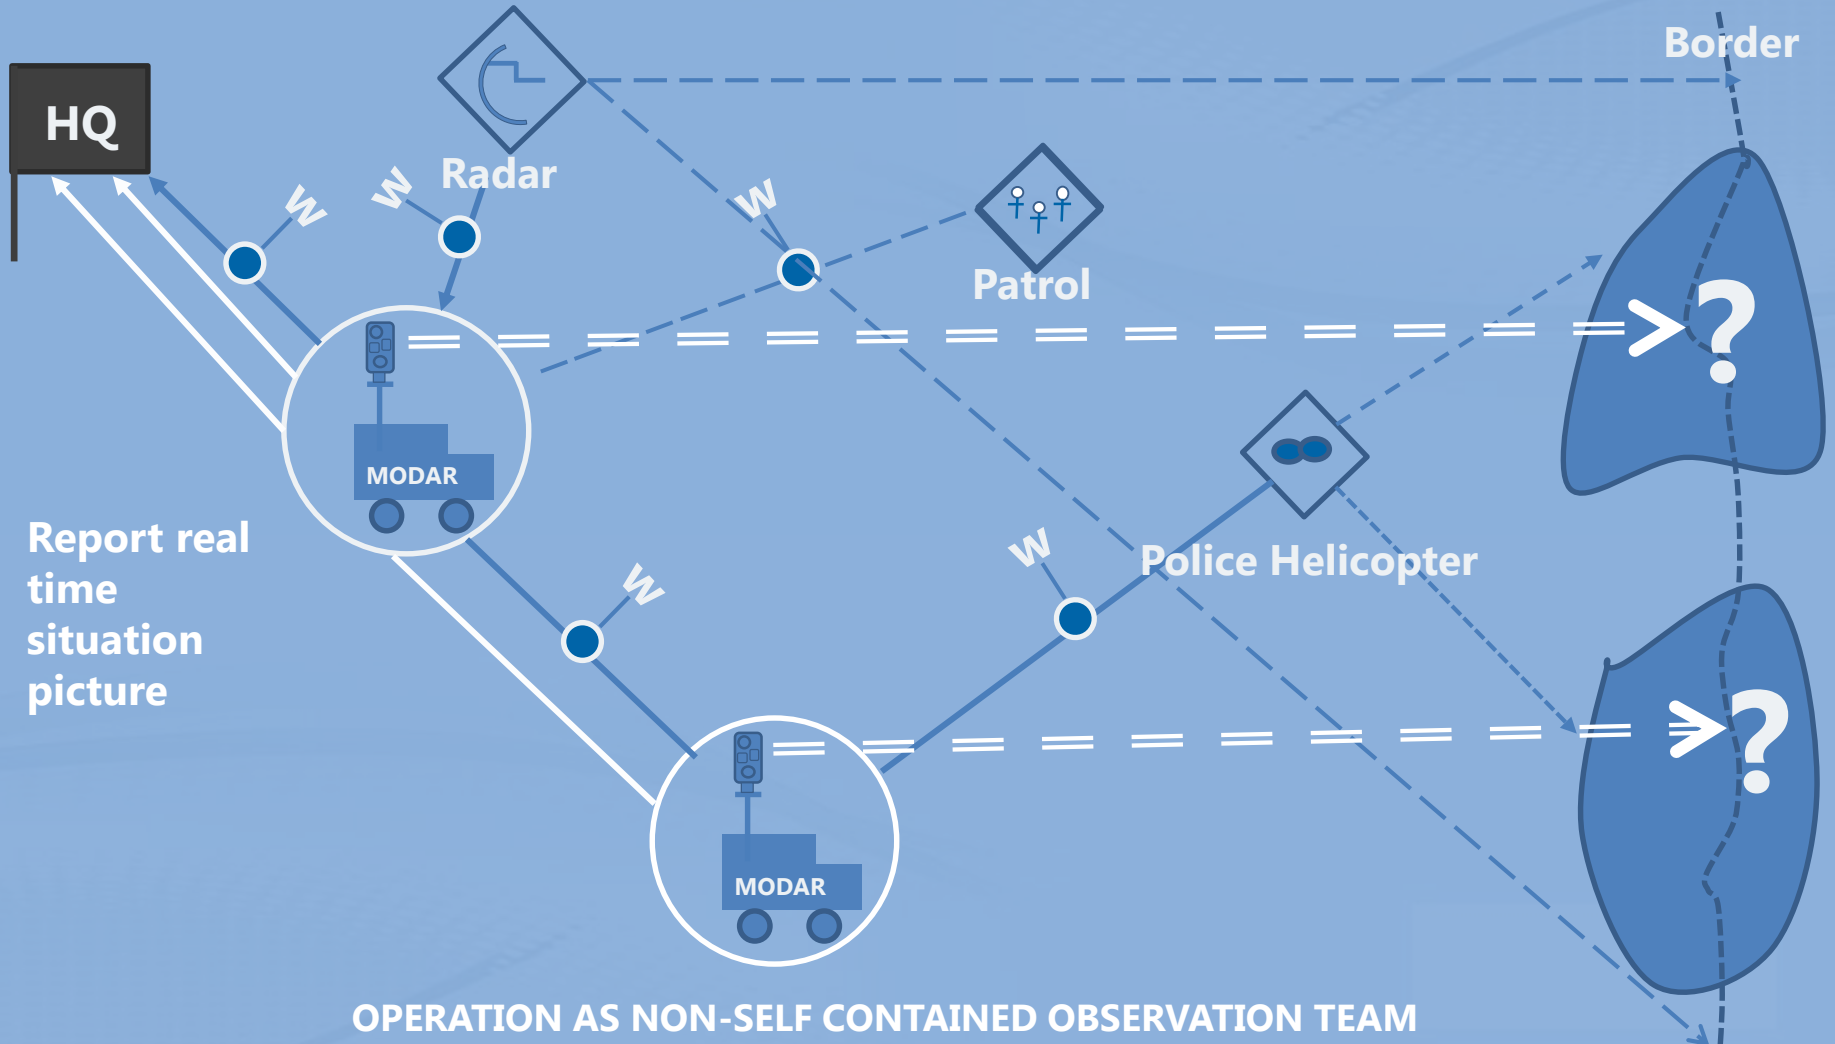 Border
HQ
Radar
W
W
W
Patrol
?
MODAR
Report real
time
situation
picture
W
W
Police Helicopter
?
MODAR
OPERATION AS NON-SELF CONTAINED OBSERVATION TEAM